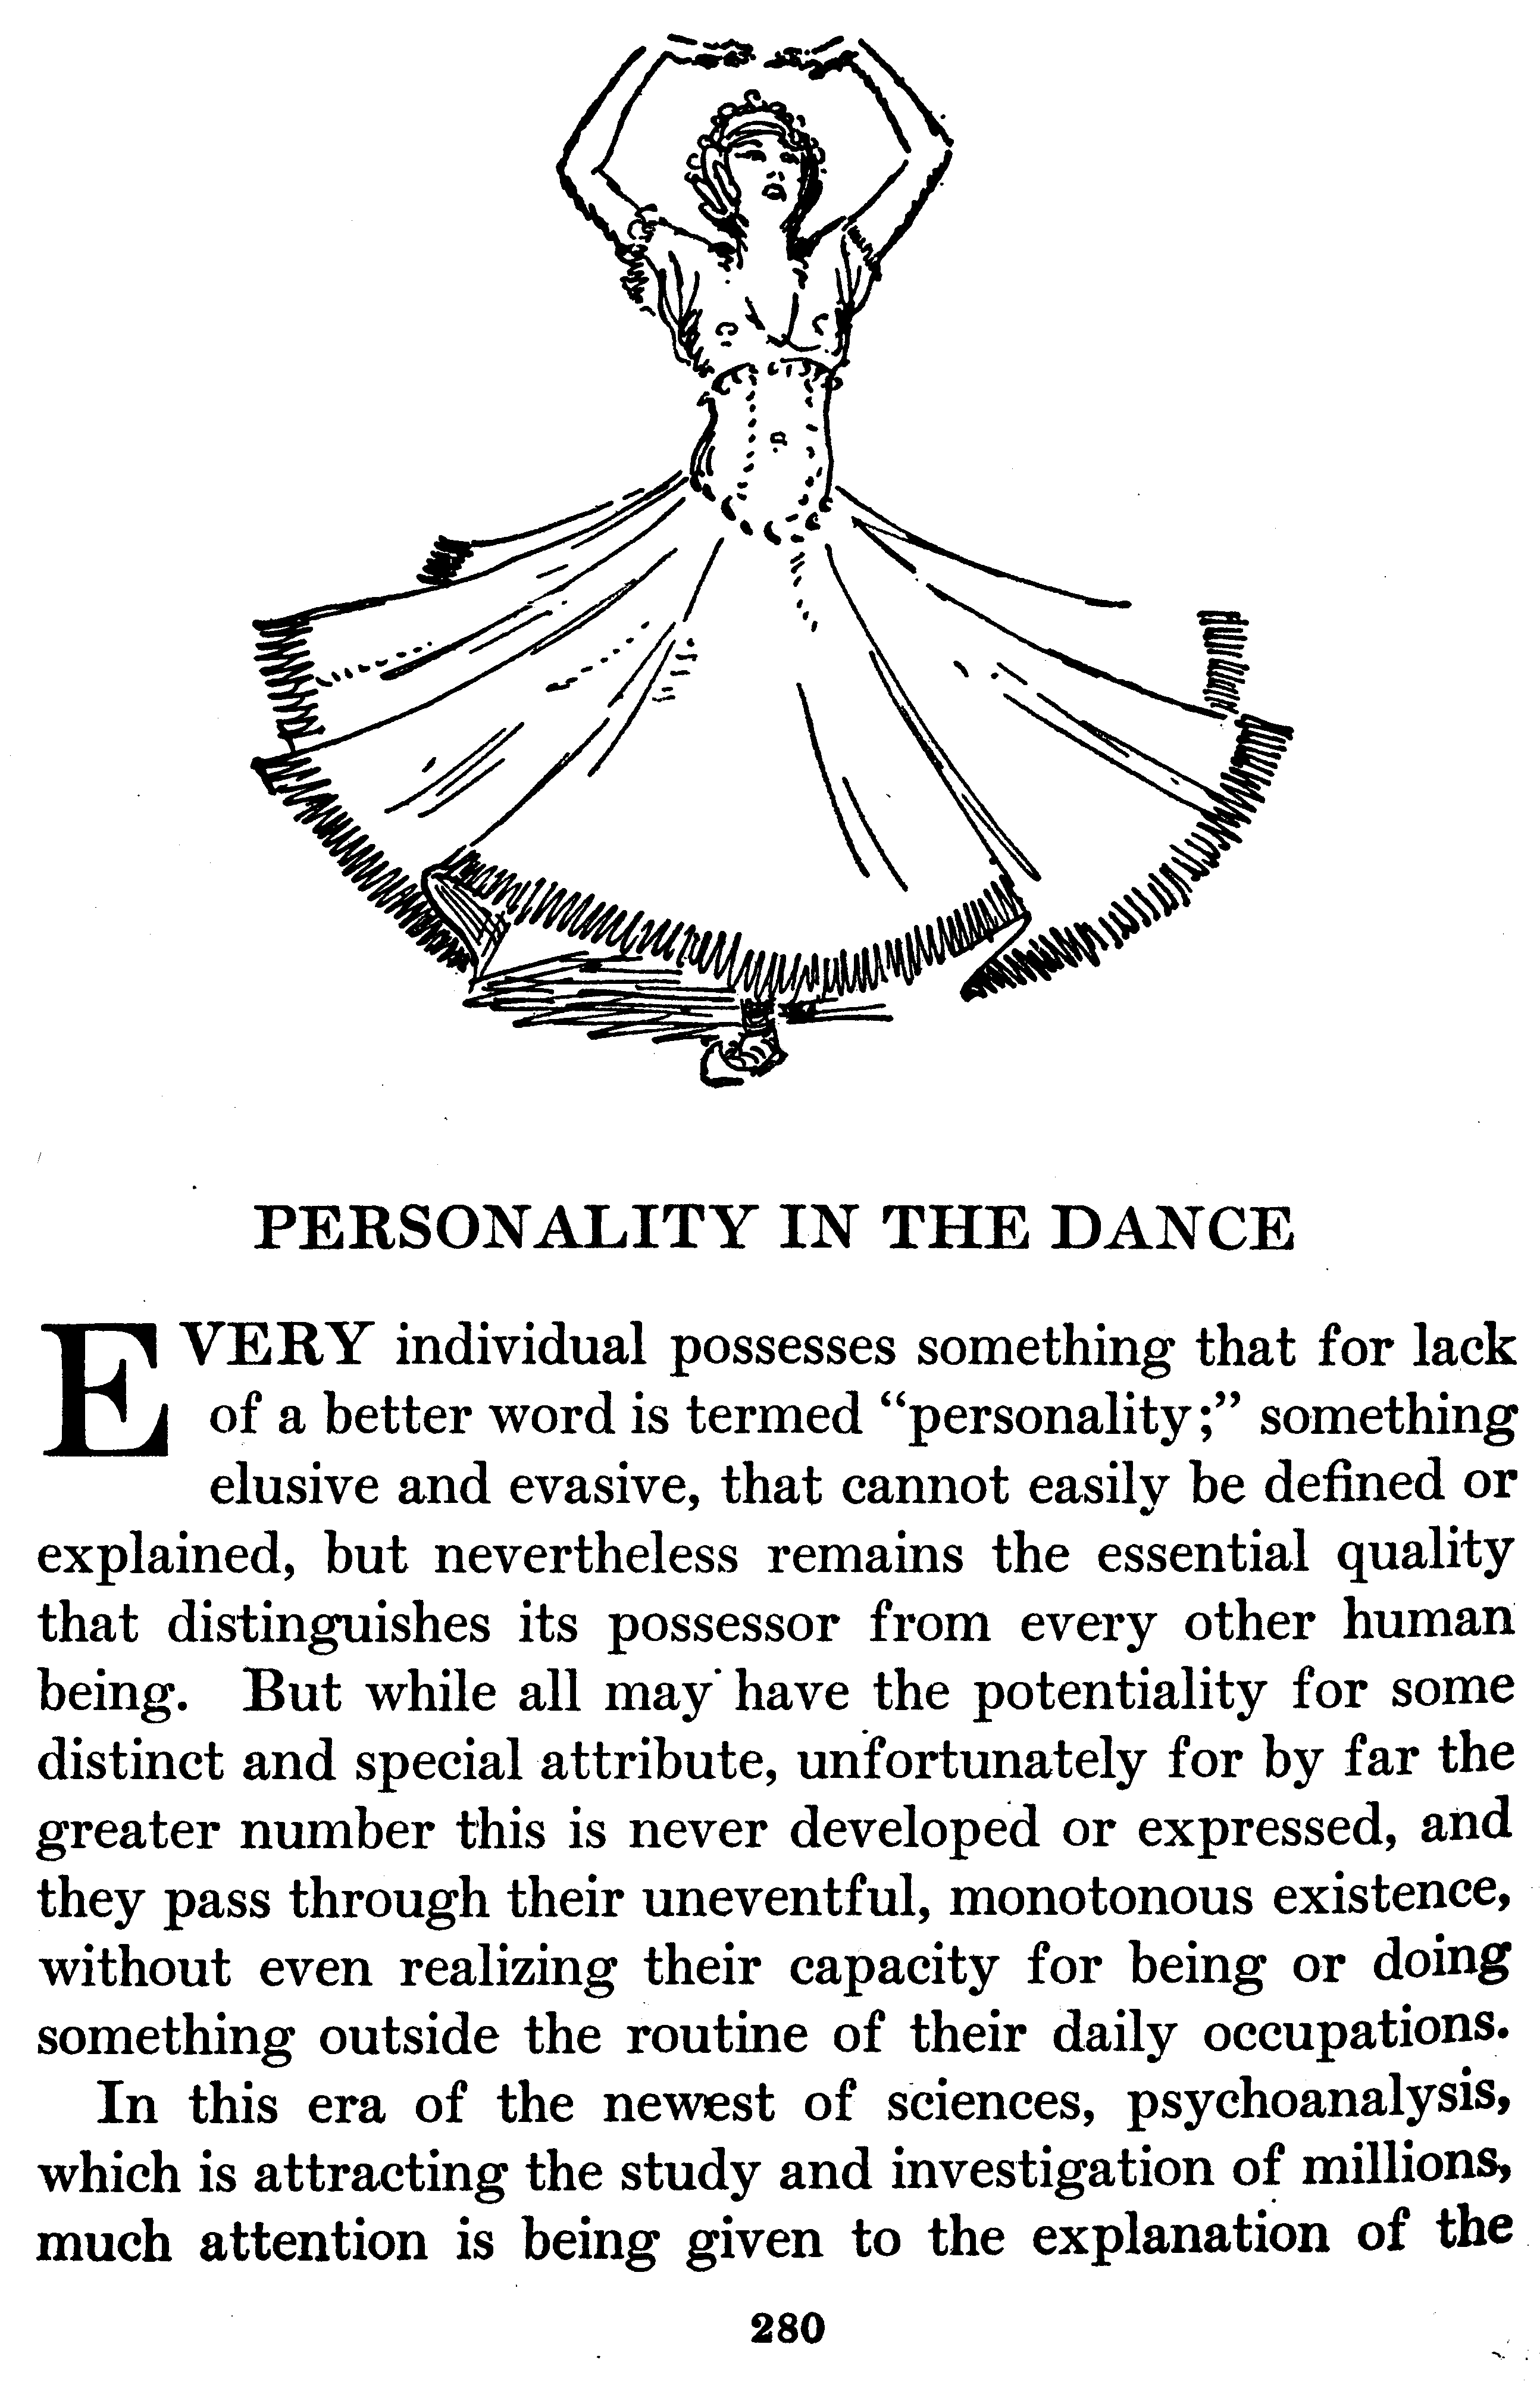 PERSONALITY IN THE DANCE
EVERY individual possesses something that for lack
of a better word is termed “personality;” something
elusive and evasive, that cannot easily be defined or
explained, but nevertheless remains the essential quality
that distinguishes its possessor from every other human
being. But while all may have the potentiality for some
distinct and special attribute, unfortunately for by far the
greater number this is never developed or expressed, and
they pass through their uneventful, monotonous existence,
without even realizing their capacity for being or doing
something outside the routine of their daily occupations.
In this era of the newest of sciences, psychoanalysis,
which is attracting the study and investigation of millions,
much attention is being given to the explanation of the
280